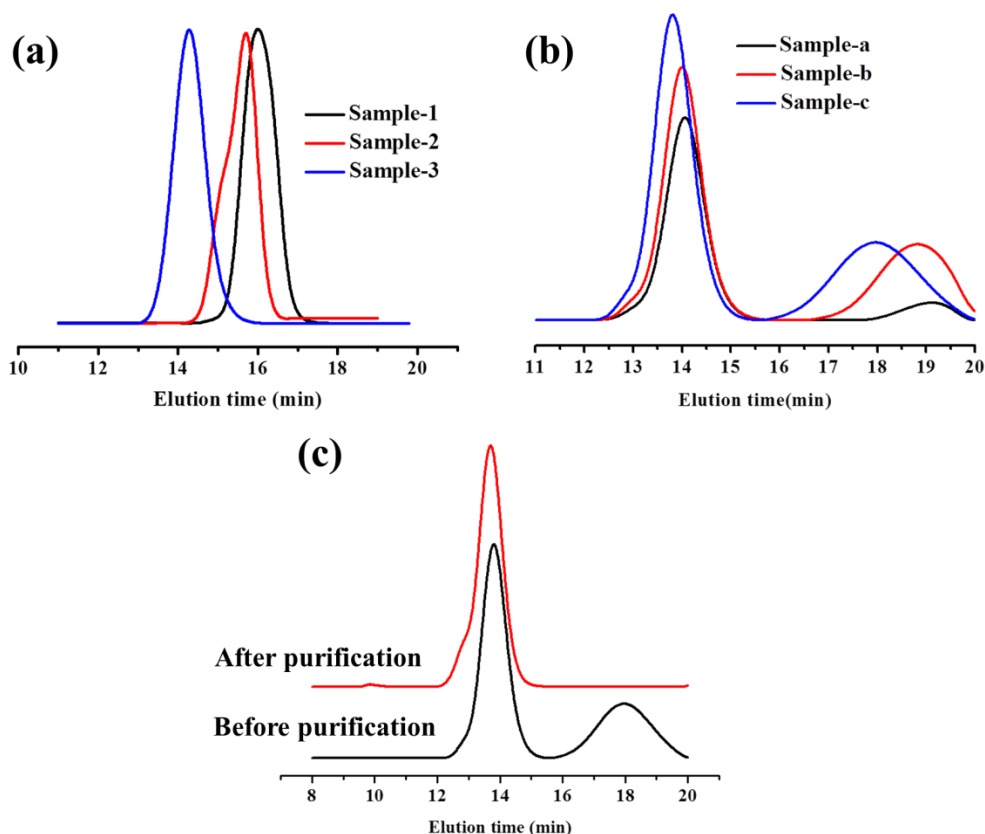 (a)
Sample-1
Sample-2
Sample-3
10 12 14 16 18 20
Elution time (min)
(b)
Sample-a
Sample-b
Sample-c
11 12 13 14 15 16 17 18 19 20
Elution time(min)
(c)
After purification
Before purification
8 10 12 14 16 18 20
Elution time (min)